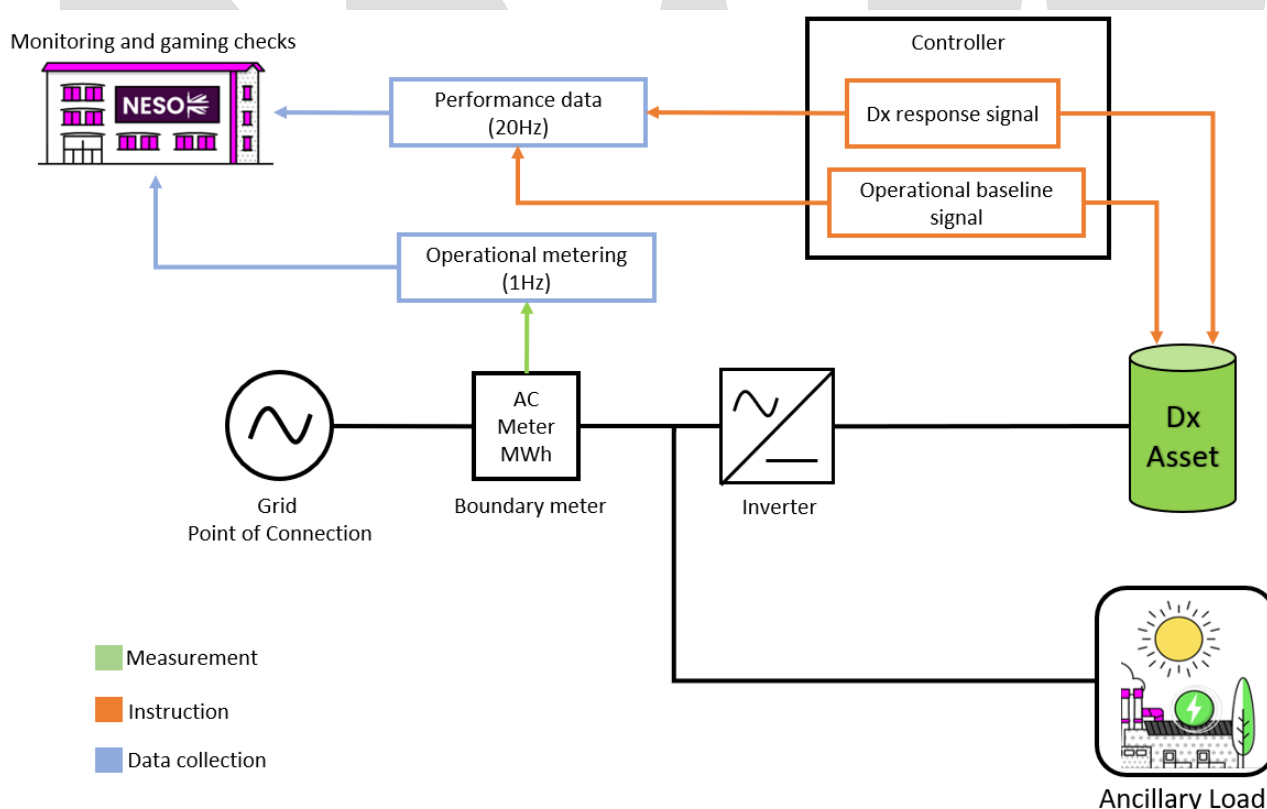 Monitoring and gaming checks
NESO
Controller
Performance data
(20Hz)
Dx response signal
Operational baseline
signal
Operational metering
(1Hz)
AC
Meter
MWh
Dx
Asset
Grid
Point of Connection
Boundary meter
Inverter
Measurement
Instruction
Data collection
Ancillary Load